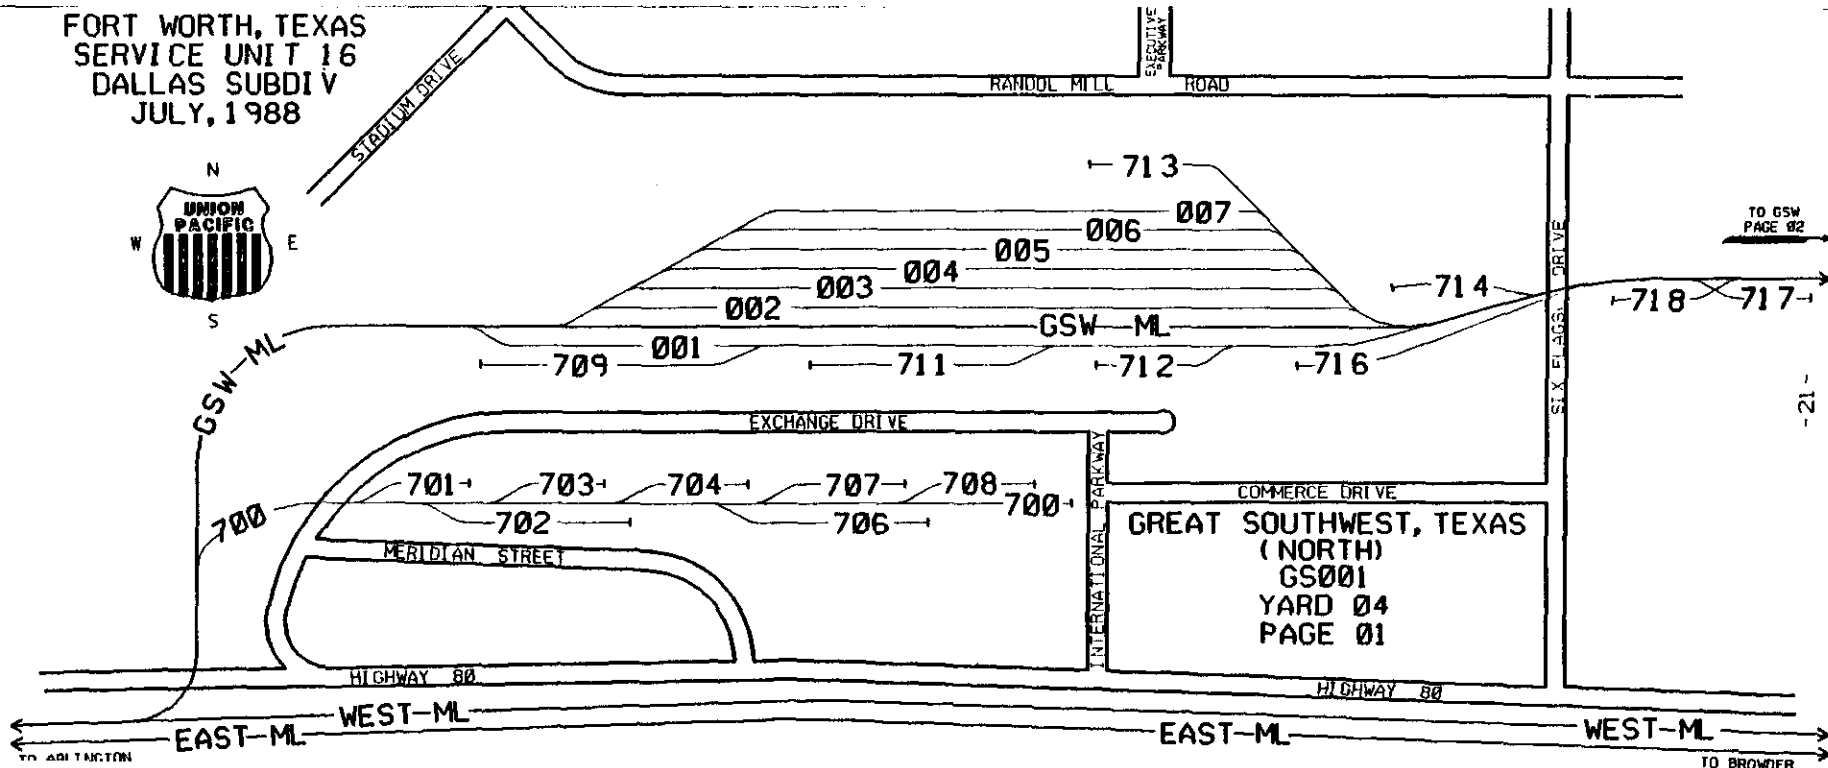 FORT WORTH, TEXAS
SERVICE UNIT 16
DALLAS SUBDIV
JULY, 1988
N
UNION
PACIFIC
W
E
S
STADIUM DRIVE
EXECUTIVE
PARKWAY
RANDOL MILL ROAD
713
007
006
005
004
003
002
GSW ML
001
709
711
712
716
714
718
717
TO GSW
PAGE 02
SIX FLAGS DRIVE
-21-
GSW-ML
EXCHANGE DRIVE
701
703
704
707
708
700
700
702
706
MERIDIAN STREET
INTERNATIONAL PARKWAY
COMMERCE DRIVE
GREAT SOUTHWEST, TEXAS
(NORTH)
GS001
YARD 04
PAGE 01
HIGHWAY 80
HIGHWAY 80
WEST-ML
EAST-ML
EAST-ML
WEST-ML
TO ARLINGTON
TO BROWDER